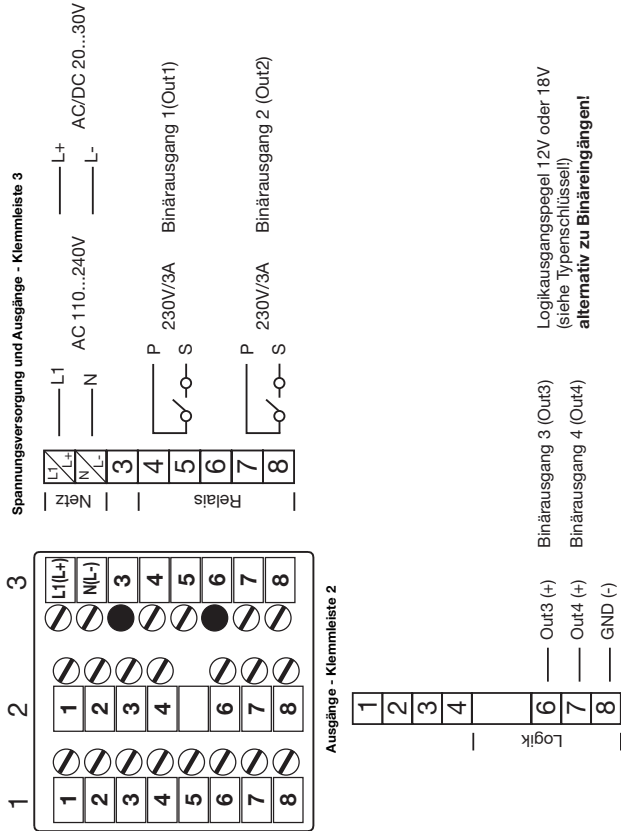 1 2 3
1 1 L1(L+)
2 2 N(L-)
3 3 3
4 4 4
5 5
6 6 6
7 7 7
8 8 8
Spannungsversorgung und Ausgänge - Klemmleiste 3
Netz
L1 L+
N L-
L1 L+
AC 110...240V AC/DC 20...30V
N L-
Relais
3
4
5
6
7
8
P
230V/3A Binärausgang 1(Out1)
S
P
230V/3A Binärausgang 2 (Out2)
S
Ausgänge - Klemmleiste 2
1
2
3
4
Logik
6 Out3 (+) Binärausgang 3 (Out3)
7 Out4 (+) Binärausgang 4 (Out4)
8 GND (-)
Logikausgangspegel 12V oder 18V
(siehe Typenschlüssel!)
alternativ zu Binäreingängen!